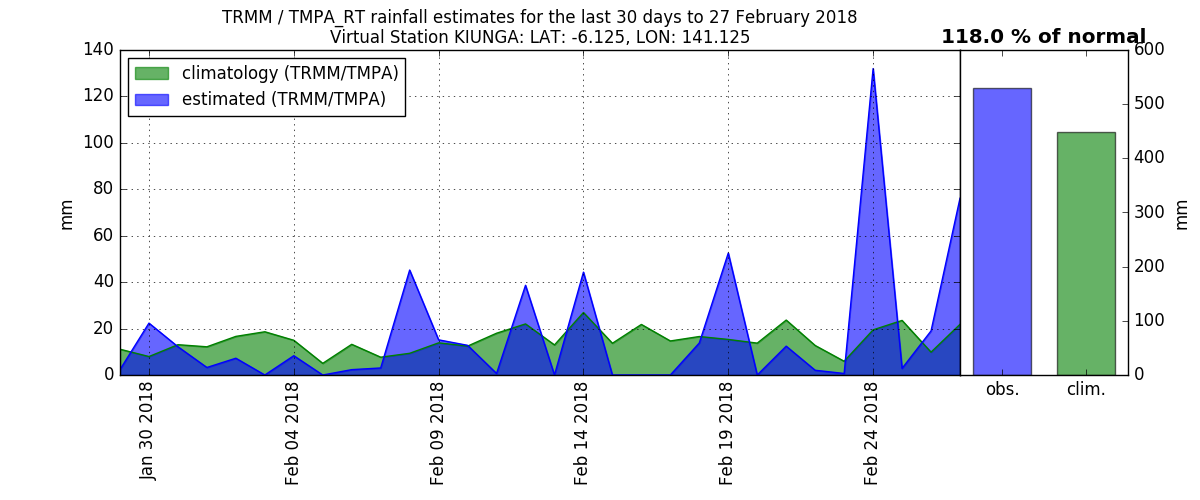 TRMM / TMPA_RT rainfall estimates for the last 30 days to 27 February 2018
Virtual Station KIUNGA: LAT: -6.125, LON: 141.125
118.0 % of normal
climatology (TRMM/TMPA)
estimated (TRMM/TMPA)
140
120
100
80
60
40
20
0
mm
Jan 30 2018
Feb 04 2018
Feb 09 2018
Feb 14 2018
Feb 19 2018
Feb 24 2018
obs.
clim.
600
500
400
300
200
100
0
mm